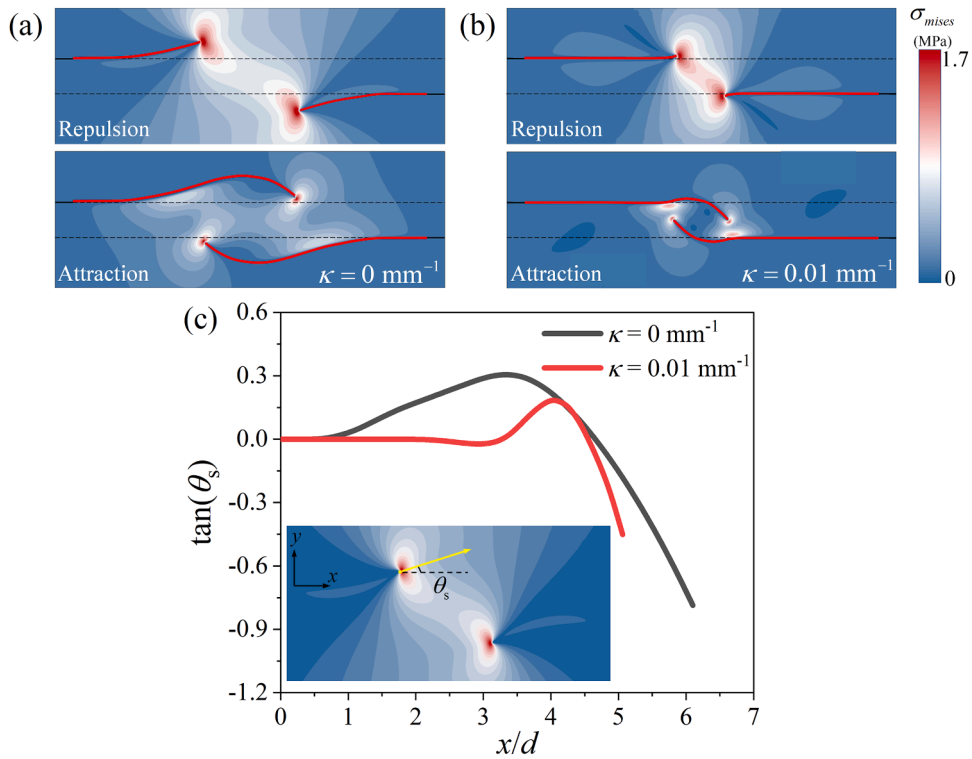 (a)
(b)
σmises
(MPa)
1.7
0
Repulsion
Repulsion
Attraction
κ = 0 mm⁻¹
Attraction
κ = 0.01 mm⁻¹
(c)
0.6
0.3
0.0
-0.3
-0.6
-0.9
-1.2
tan(θs)
κ = 0 mm⁻¹
κ = 0.01 mm⁻¹
y
x
θs
0 1 2 3 4 5 6 7
x/d